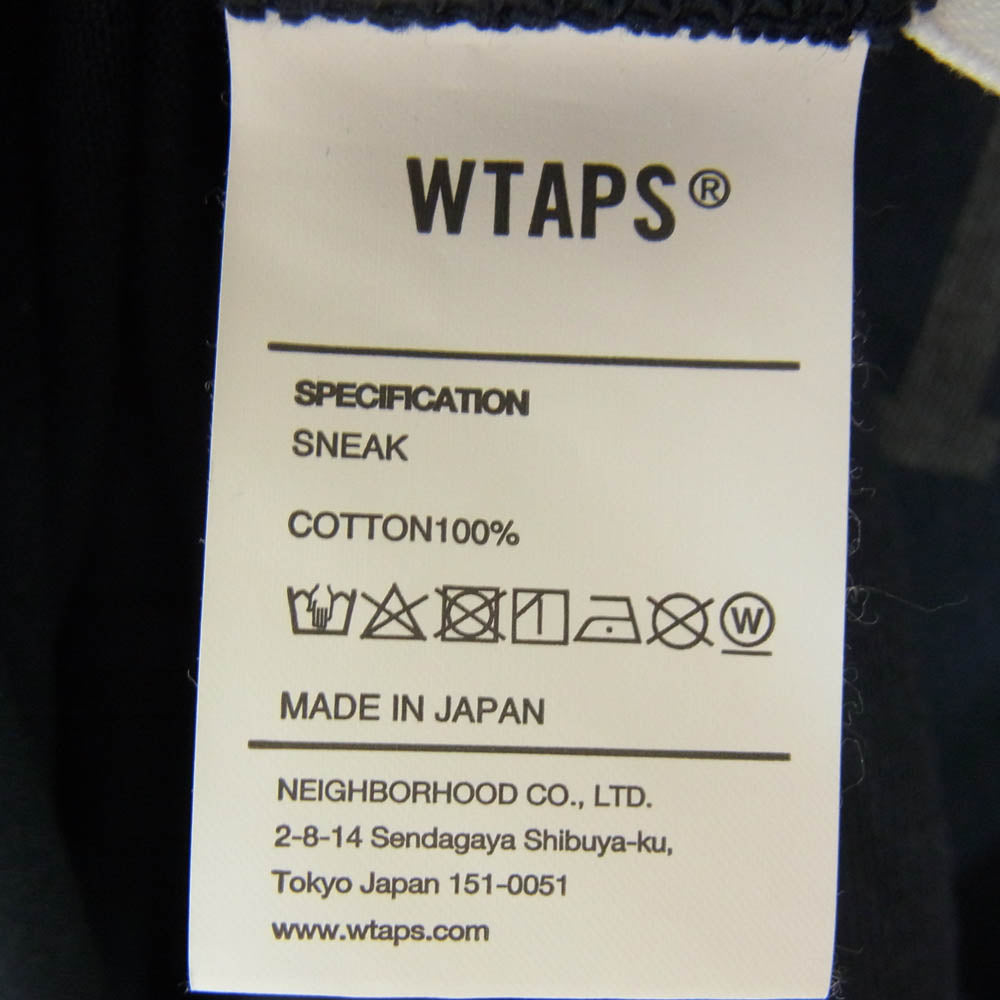 WTAPS®
SPECIFICATION
SNEAK
COTTON100%
W
MADE IN JAPAN
NEIGHBORHOOD CO., LTD.
2-8-14 Sendagaya Shibuya-ku,
Tokyo Japan 151-0051
www.wtaps.com